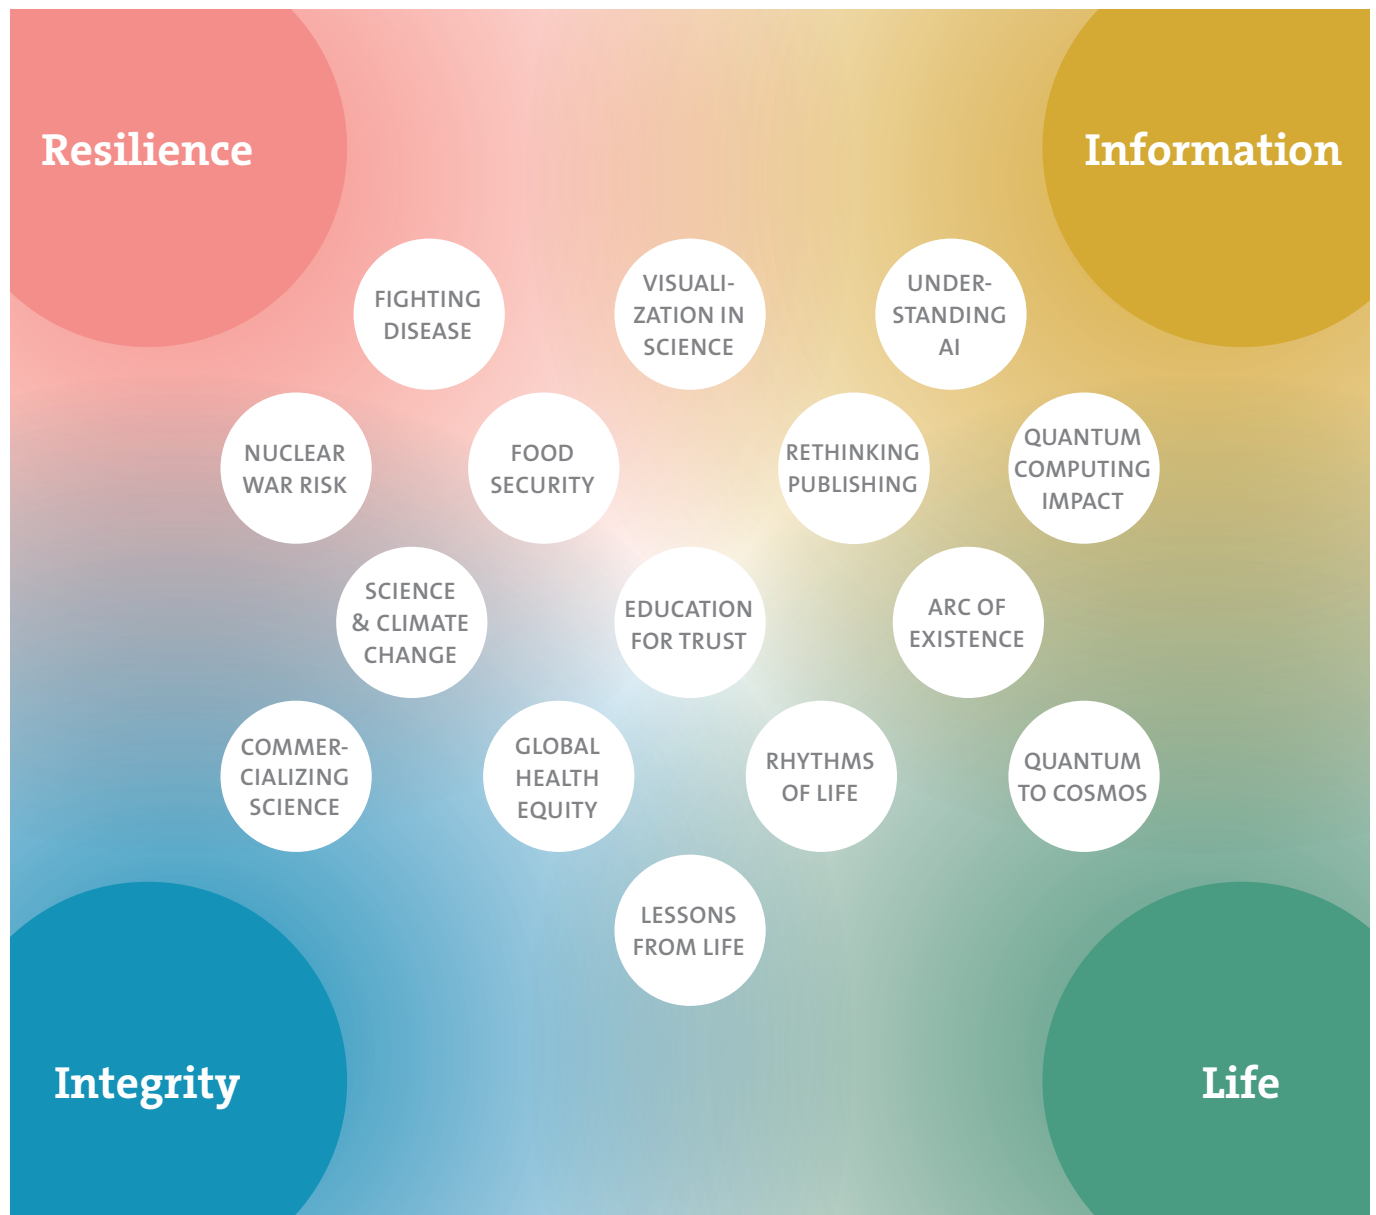 Resilience
Information
FIGHTING
DISEASE
VISUALI-
ZATION IN
SCIENCE
UNDER-
STANDING
AI
NUCLEAR
WAR RISK
FOOD
SECURITY
RETHINKING
PUBLISHING
QUANTUM
COMPUTING
IMPACT
SCIENCE
& CLIMATE
CHANGE
EDUCATION
FOR TRUST
ARC OF
EXISTENCE
COMMER-
CIALIZING
SCIENCE
GLOBAL
HEALTH
EQUITY
RHYTHMS
OF LIFE
QUANTUM
TO COSMOS
LESSONS
FROM LIFE
Integrity
Life